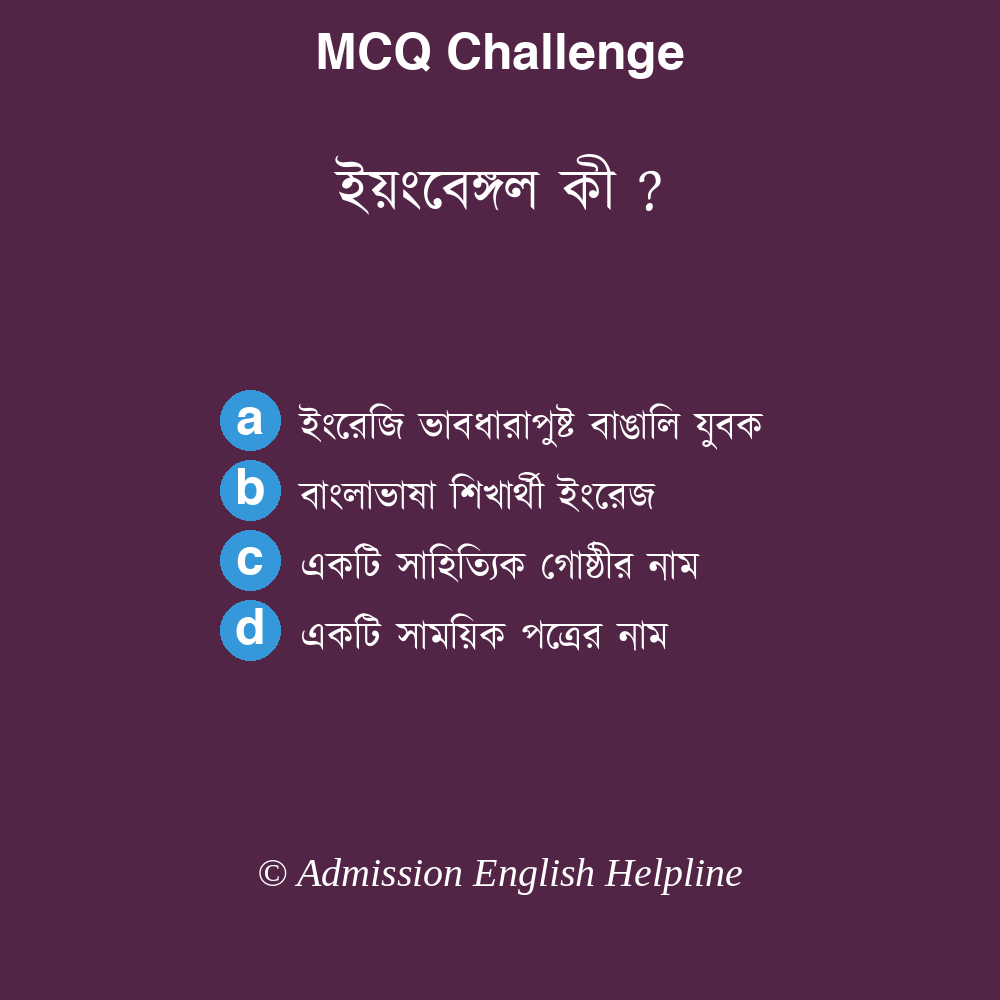 MCQ Challenge
ইয়ংবেঙ্গল কী ?
a ইংরেজি ভাবধারাপুষ্ট বাঙালি যুবক
b বাংলাভাষা শিখার্থী ইংরেজ
c একটি সাহিত্যিক গোষ্ঠীর নাম
d একটি সাময়িক পত্রের নাম
© Admission English Helpline